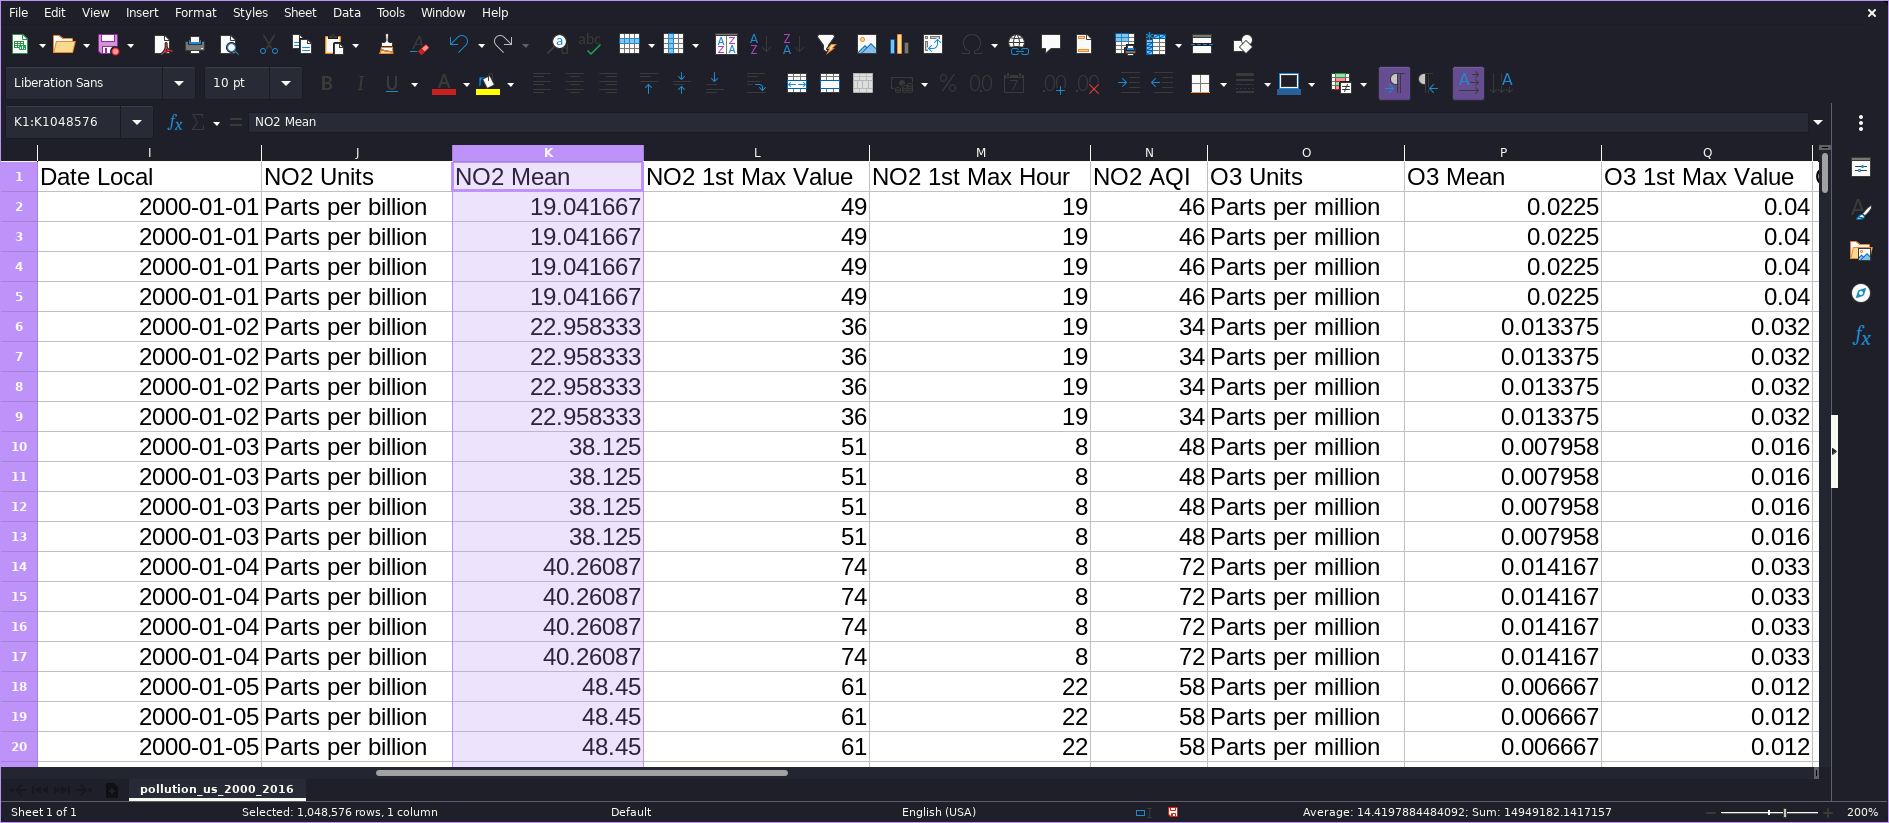 File Edit View Insert Format Styles Sheet Data Tools Window Help
Liberation Sans 10 pt
K1:K1048576 NO2 Mean
I J K L M N O P Q
1 Date Local NO2 Units NO2 Mean NO2 1st Max Value NO2 1st Max Hour NO2 AQI O3 Units O3 Mean O3 1st Max Value
2 2000-01-01 Parts per billion 19.041667 49 19 46 Parts per million 0.0225 0.04
3 2000-01-01 Parts per billion 19.041667 49 19 46 Parts per million 0.0225 0.04
4 2000-01-01 Parts per billion 19.041667 49 19 46 Parts per million 0.0225 0.04
5 2000-01-01 Parts per billion 19.041667 49 19 46 Parts per million 0.0225 0.04
6 2000-01-02 Parts per billion 22.958333 36 19 34 Parts per million 0.013375 0.032
7 2000-01-02 Parts per billion 22.958333 36 19 34 Parts per million 0.013375 0.032
8 2000-01-02 Parts per billion 22.958333 36 19 34 Parts per million 0.013375 0.032
9 2000-01-02 Parts per billion 22.958333 36 19 34 Parts per million 0.013375 0.032
10 2000-01-03 Parts per billion 38.125 51 8 48 Parts per million 0.007958 0.016
11 2000-01-03 Parts per billion 38.125 51 8 48 Parts per million 0.007958 0.016
12 2000-01-03 Parts per billion 38.125 51 8 48 Parts per million 0.007958 0.016
13 2000-01-03 Parts per billion 38.125 51 8 48 Parts per million 0.007958 0.016
14 2000-01-04 Parts per billion 40.26087 74 8 72 Parts per million 0.014167 0.033
15 2000-01-04 Parts per billion 40.26087 74 8 72 Parts per million 0.014167 0.033
16 2000-01-04 Parts per billion 40.26087 74 8 72 Parts per million 0.014167 0.033
17 2000-01-04 Parts per billion 40.26087 74 8 72 Parts per million 0.014167 0.033
18 2000-01-05 Parts per billion 48.45 61 22 58 Parts per million 0.006667 0.012
19 2000-01-05 Parts per billion 48.45 61 22 58 Parts per million 0.006667 0.012
20 2000-01-05 Parts per billion 48.45 61 22 58 Parts per million 0.006667 0.012
pollution_us_2000_2016
Sheet 1 of 1 Selected: 1,048,576 rows, 1 column Default English (USA) Average: 14.4197884484092; Sum: 14949182.1417157 200%